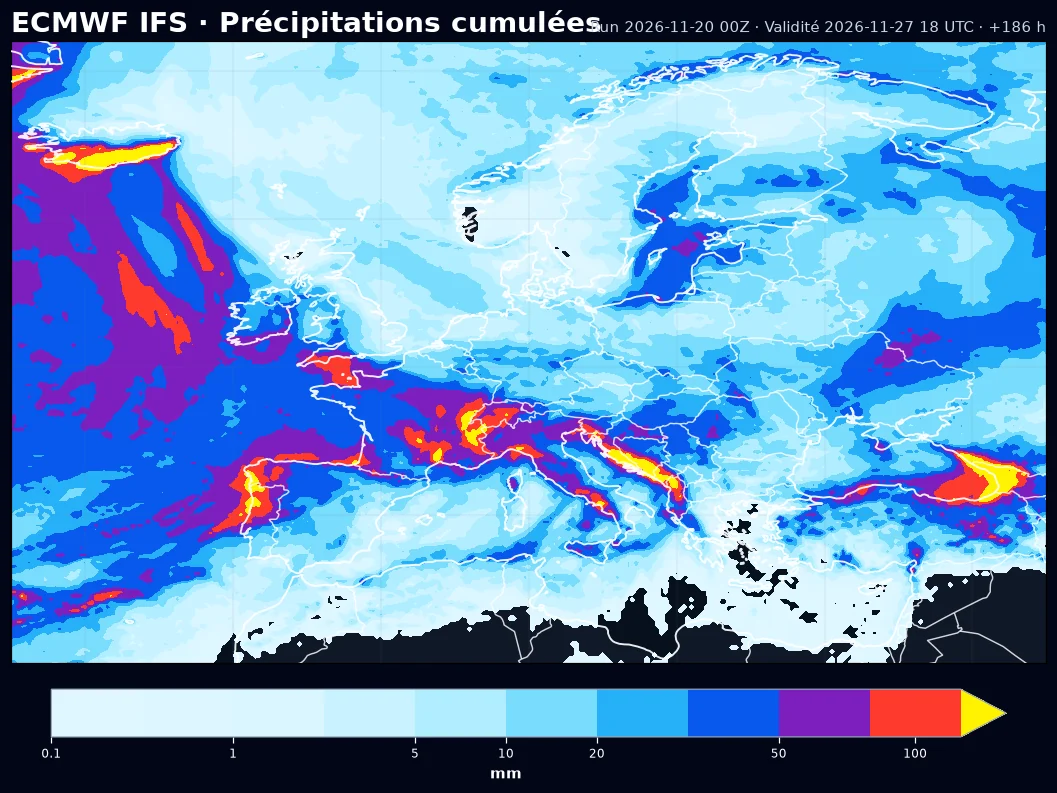 ECMWF IFS · Précipitations cumulées
Run 2026-11-20 00Z · Validité 2026-11-27 18 UTC · +186 h
0.1 1 5 10 20 50 100
mm